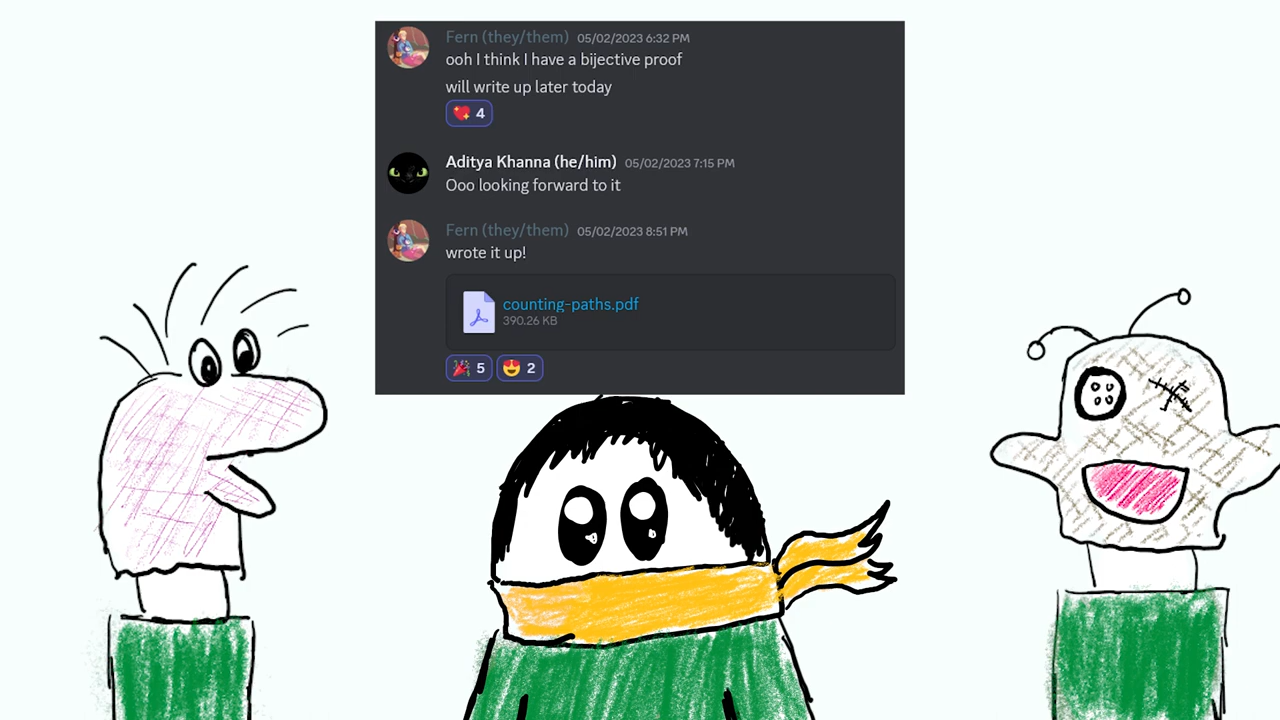 Fern (they/them) 05/02/2023 6:32 PM
ooh I think I have a bijective proof
will write up later today
4
Aditya Khanna (he/him) 05/02/2023 7:15 PM
Ooo looking forward to it
Fern (they/them) 05/02/2023 8:51 PM
wrote it up!
counting-paths.pdf
390.26 KB
5 2